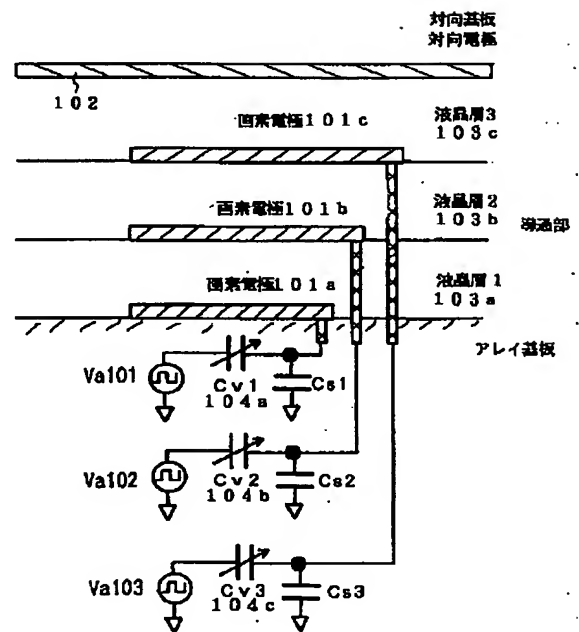 対向基板
対向電極
102
画素電極101c
液晶層3
103c
画素電極101b
液晶層2
103b
導通部
画素電極101a
液晶層1
103a
アレイ基板
Va101
Cv1
104a
Cs1
Va102
Cv2
104b
Cs2
Va103
Cv3
104c
Cs3